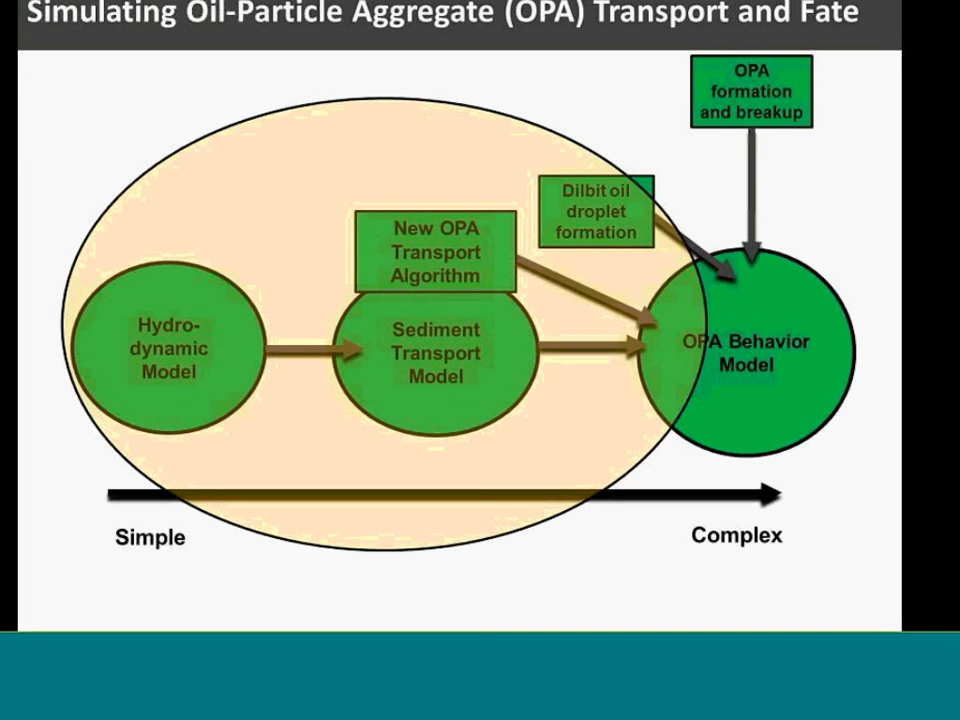 Simulating Oil-Particle Aggregate (OPA) Transport and Fate
OPA
formation
and breakup
Dilbit oil
droplet
formation
New OPA
Transport
Algorithm
Hydro-
dynamic
Model
Sediment
Transport
Model
OPA Behavior
Model
Simple
Complex